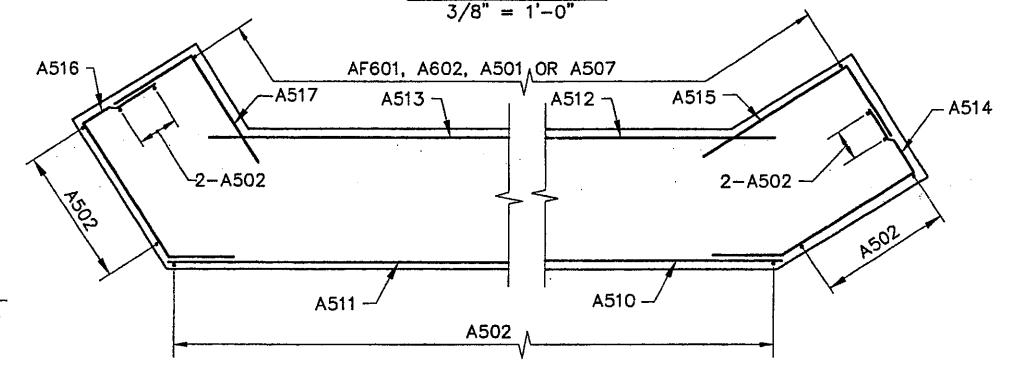 3/8" = 1'-0"
A516
AF601, A602, A501 OR A507
A517
A513
A512
A515
A514
2-A502
2-A502
A502
A502
A511
A510
A502